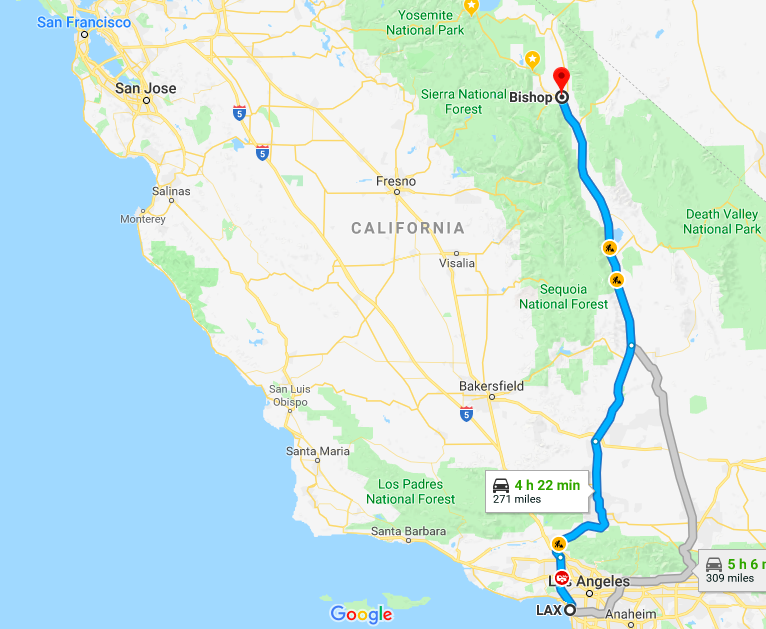 Yosemite
National Park
San Francisco
San Jose
Sierra National
Forest
Bishop
5
5
Fresno
Salinas
Monterey
CALIFORNIA
Death Valley
National Park
Visalia
Sequoia
National Forest
San Luis
Obispo
Bakersfield
5
Santa Maria
Los Padres
National Forest
4 h 22 min
271 miles
Santa Barbara
5 h 6
309 miles
Los Angeles
LAX
Anaheim
Google